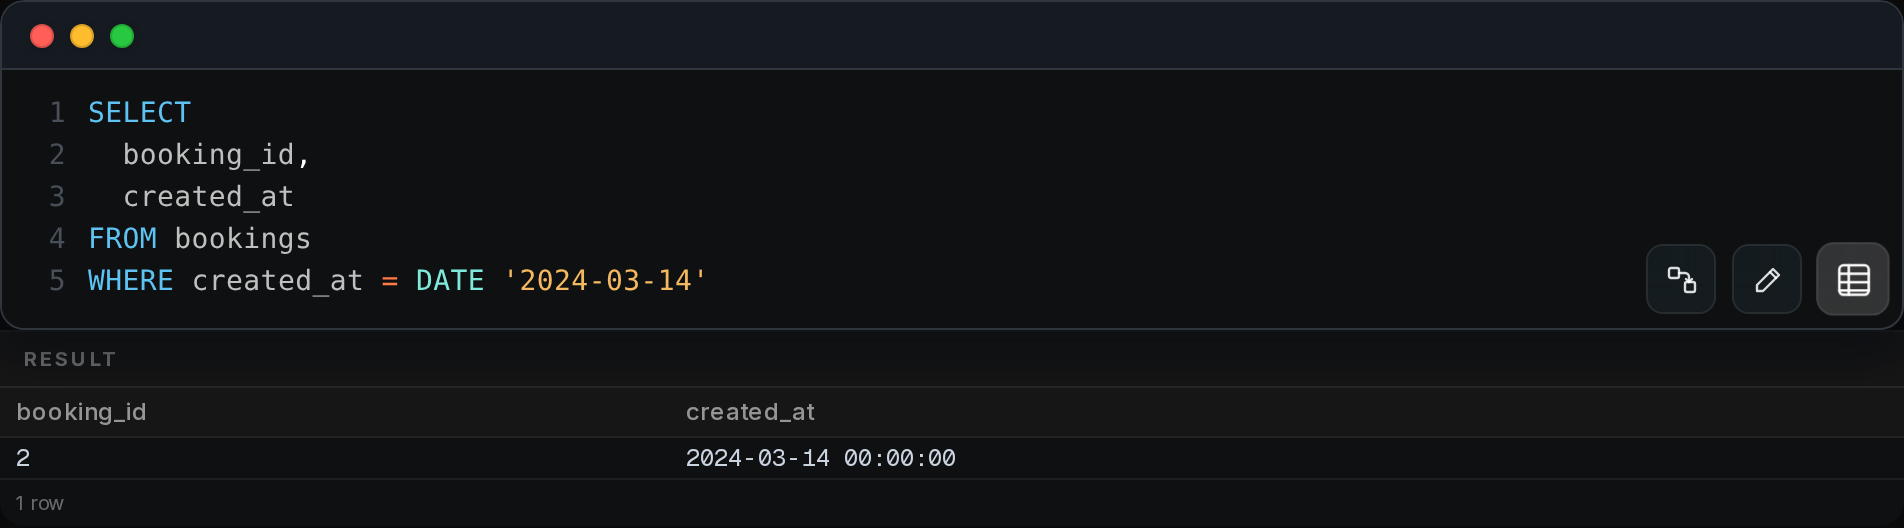 1 SELECT
2   booking_id,
3   created_at
4 FROM bookings
5 WHERE created_at = DATE '2024-03-14'
RESULT
booking_id created_at
2 2024-03-14 00:00:00
1 row